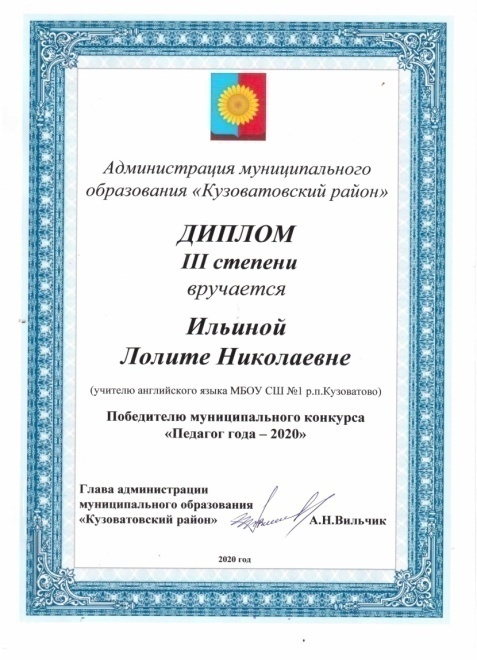 Администрация муниципального
образования «Кузоватовский район»
ДИПЛОМ
III степени
вручается
Ильиной
Лолите Николаевне
(учителю английского языка МБОУ СШ №1 р.п.Кузоватово)
Победителю муниципального конкурса
«Педагог года – 2020»
Глава администрации
муниципального образования
«Кузоватовский район» А.Н.Вильчик
2020 год